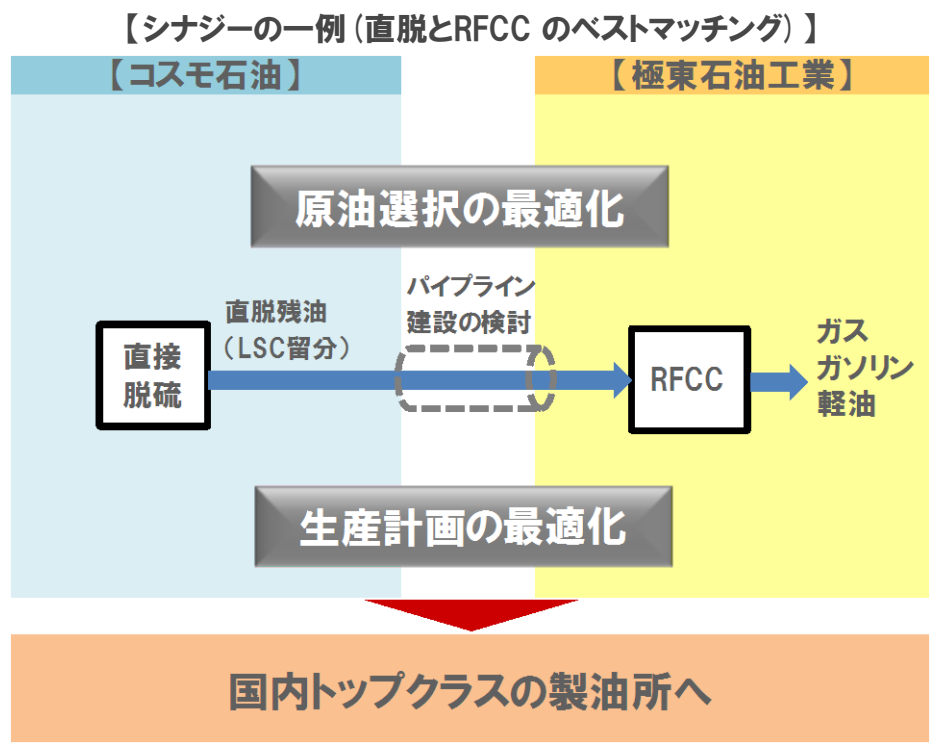 【シナジーの一例(直脱とRFCC のベストマッチング)】
【コスモ石油】
【極東石油工業】
原油選択の最適化
パイプライン
建設の検討
直脱残油
(LSC留分)
直接
脱硫
RFCC
ガス
ガソリン
軽油
生産計画の最適化
国内トップクラスの製油所へ